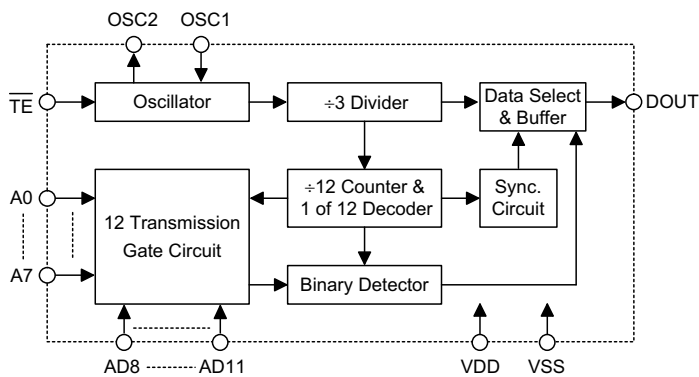 OSC2 OSC1
TE
Oscillator
÷3 Divider
Data Select
& Buffer
DOUT
A0
A7
12 Transmission
Gate Circuit
÷12 Counter &
1 of 12 Decoder
Sync.
Circuit
Binary Detector
AD8 AD11
VDD VSS